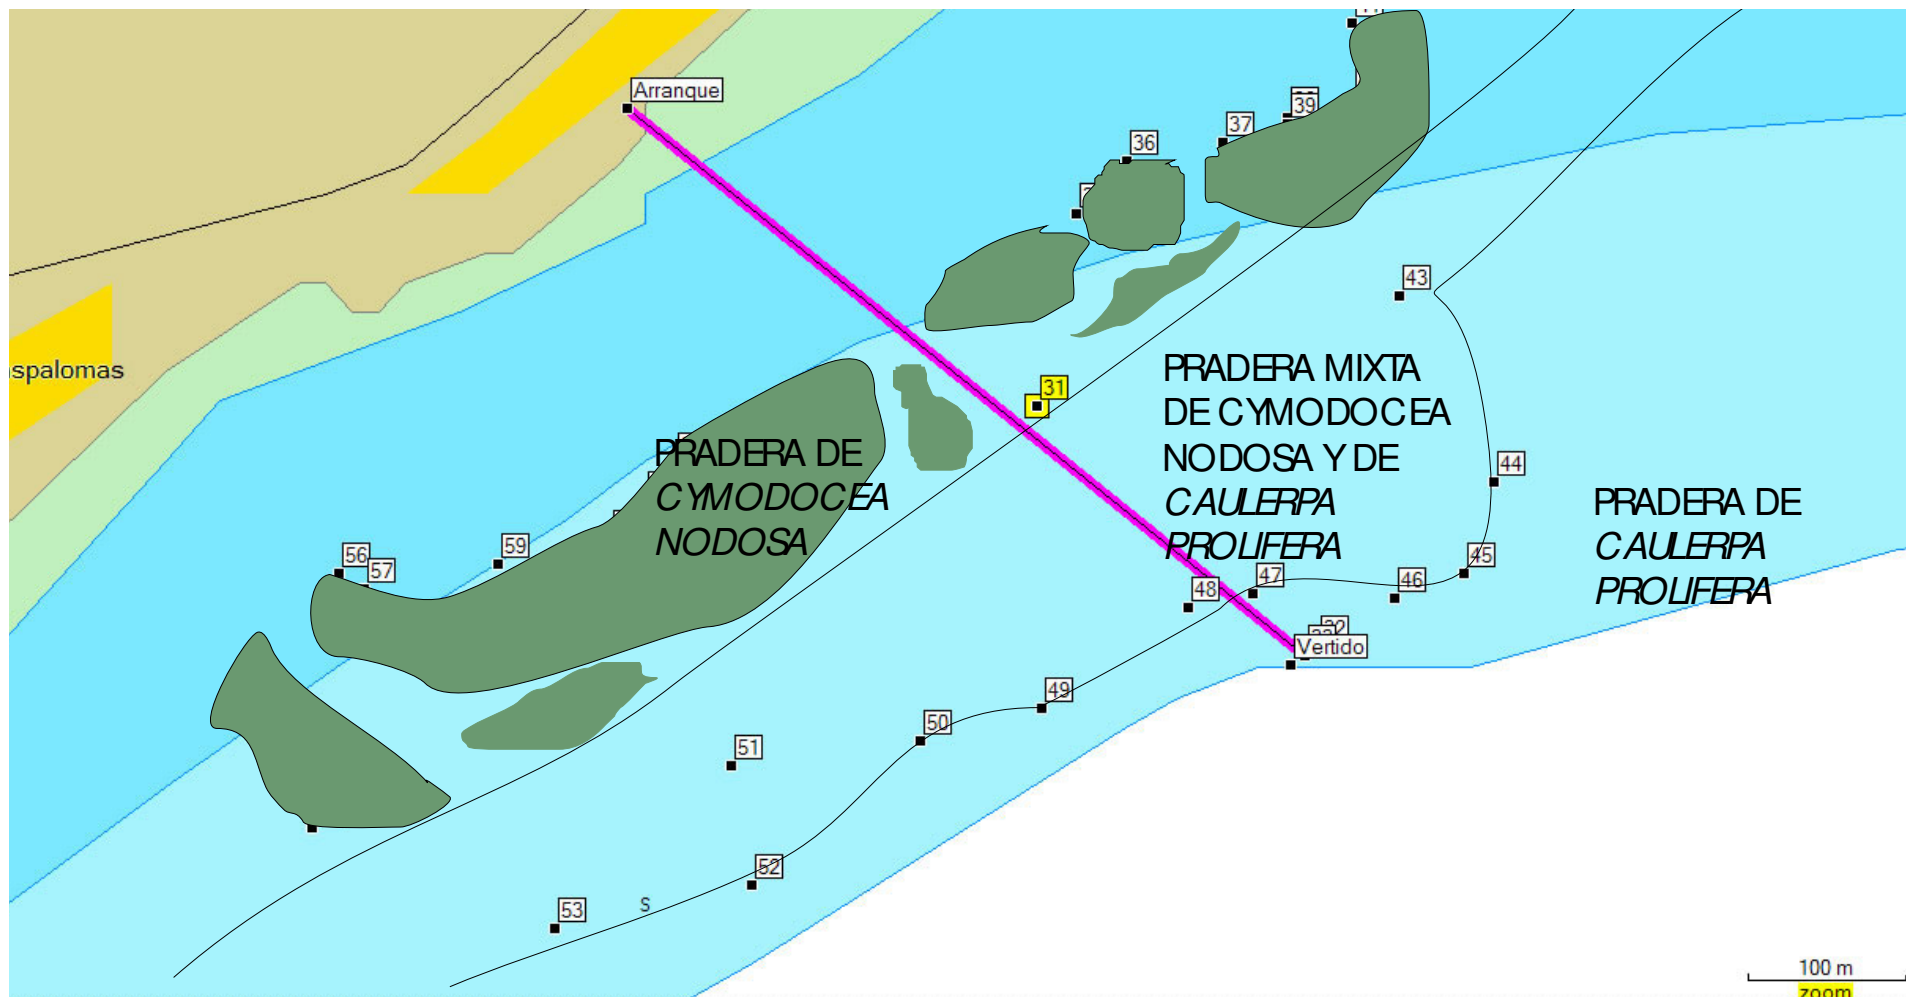 Arranque
39
37
36
43
spalomas
31
PRADERA MIXTA
DE CYMODOCEA
NODOSA Y DE
CAULERPA
PROLIFERA
PRADERA DE
CYMODOCEA
NODOSA
44
PRADERA DE
CAULERPA
PROLIFERA
59
56
57
45
46
47
48
Vertido
49
50
51
52
53
S
100 m
zoom